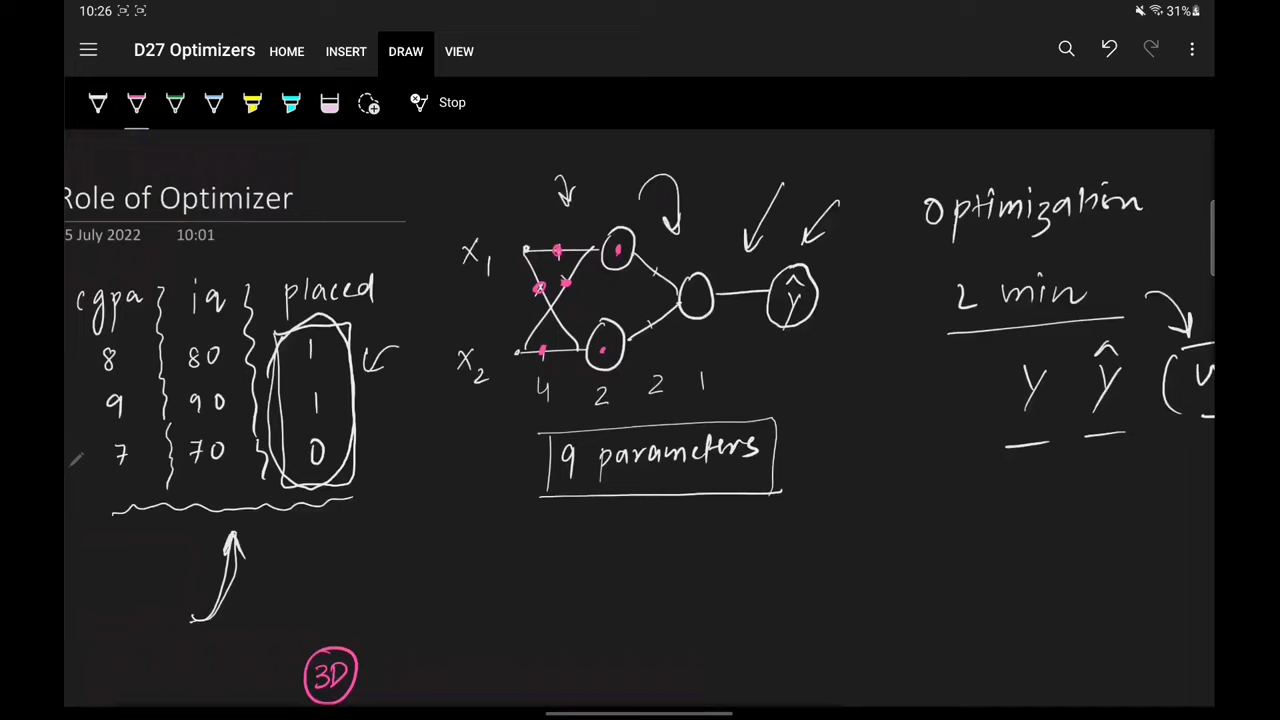 10:26
31%
D27 Optimizers HOME INSERT DRAW VIEW
Stop
Role of Optimizer
5 July 2022 10:01
cgpa iq placed
8 80 1
9 90 1
7 70 0
3D
x1
x2
ŷ
4 2 2 1
9 parameters
optimization
2 min
y ŷ (